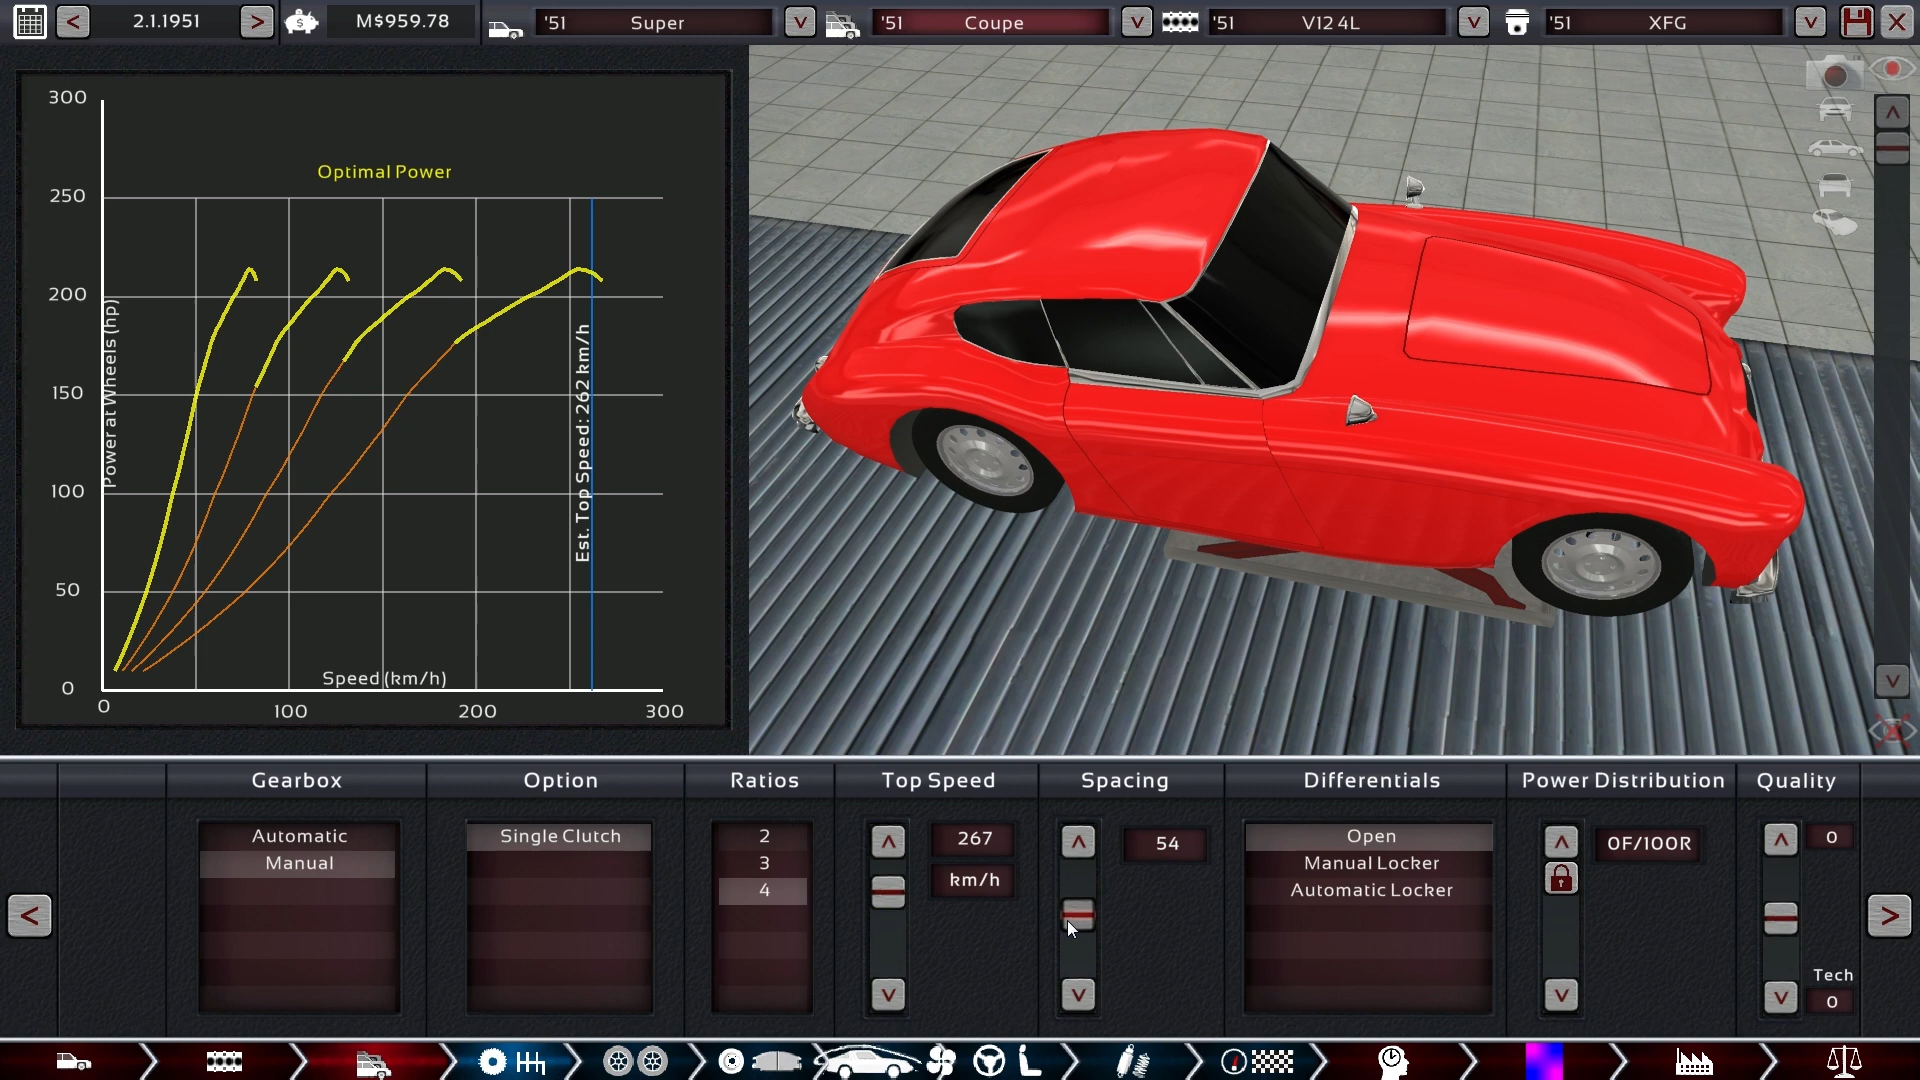 2.1.1951 M$959.78 '51 Super '51 Coupe '51 V12 4L '51 XFG
300
250
200
150
100
50
0
Optimal Power
Power at Wheels (hp)
Est. Top Speed: 262 km/h
Speed (km/h)
0 100 200 300
Gearbox Option Ratios Top Speed Spacing Differentials Power Distribution Quality
Automatic
Manual
Single Clutch
2
3
4
267
km/h
54
Open
Manual Locker
Automatic Locker
0F/100R
0
Tech
0